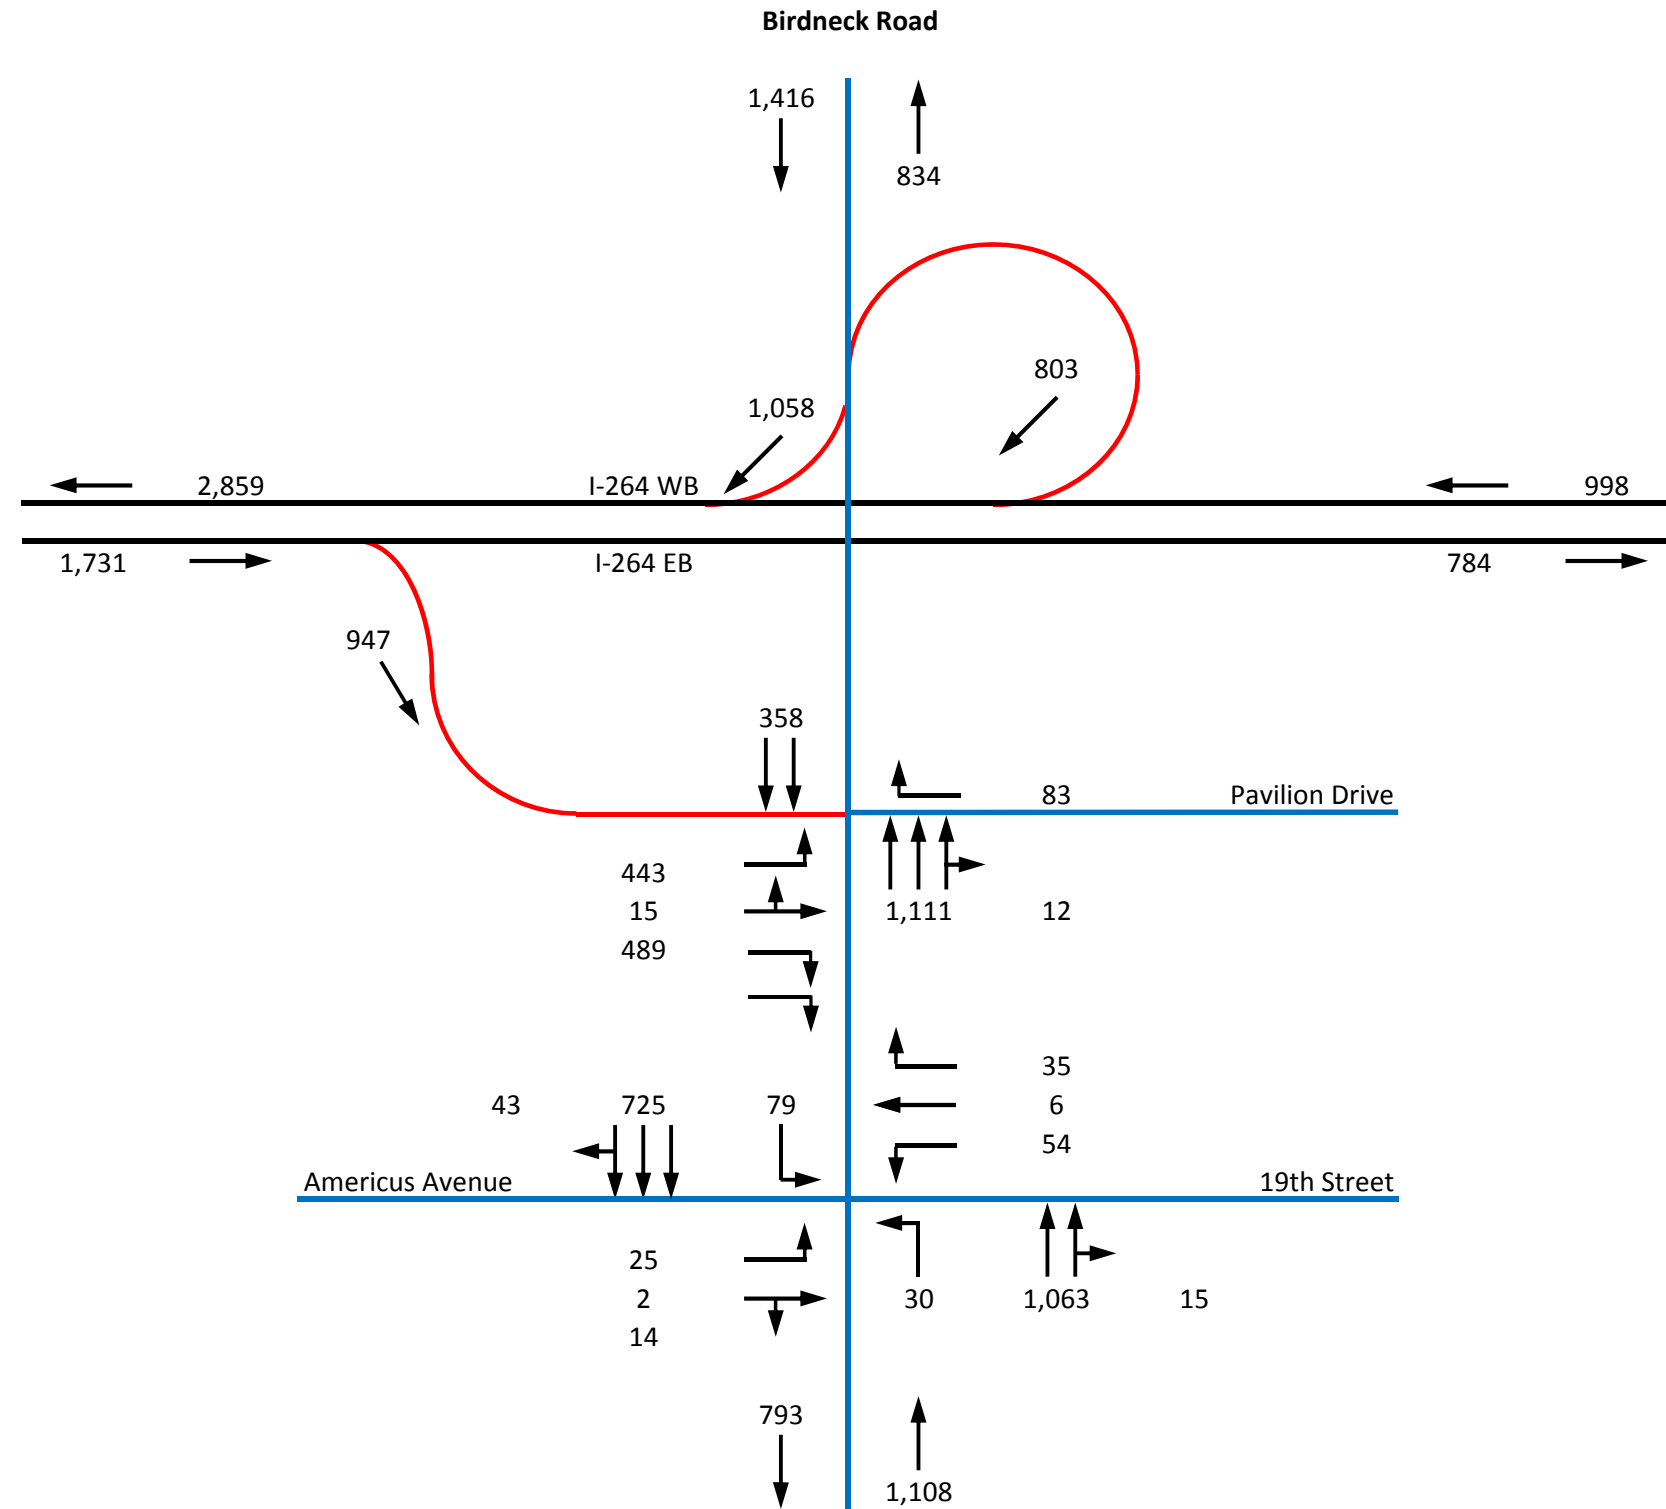 Birdneck Road
1,416
834
803
1,058
2,859 I-264 WB 998
1,731 I-264 EB 784
947
358
83 Pavilion Drive
443
15 1,111 12
489
35
43 725 79 6
54
Americus Avenue 19th Street
25
2 30 1,063 15
14
793
1,108